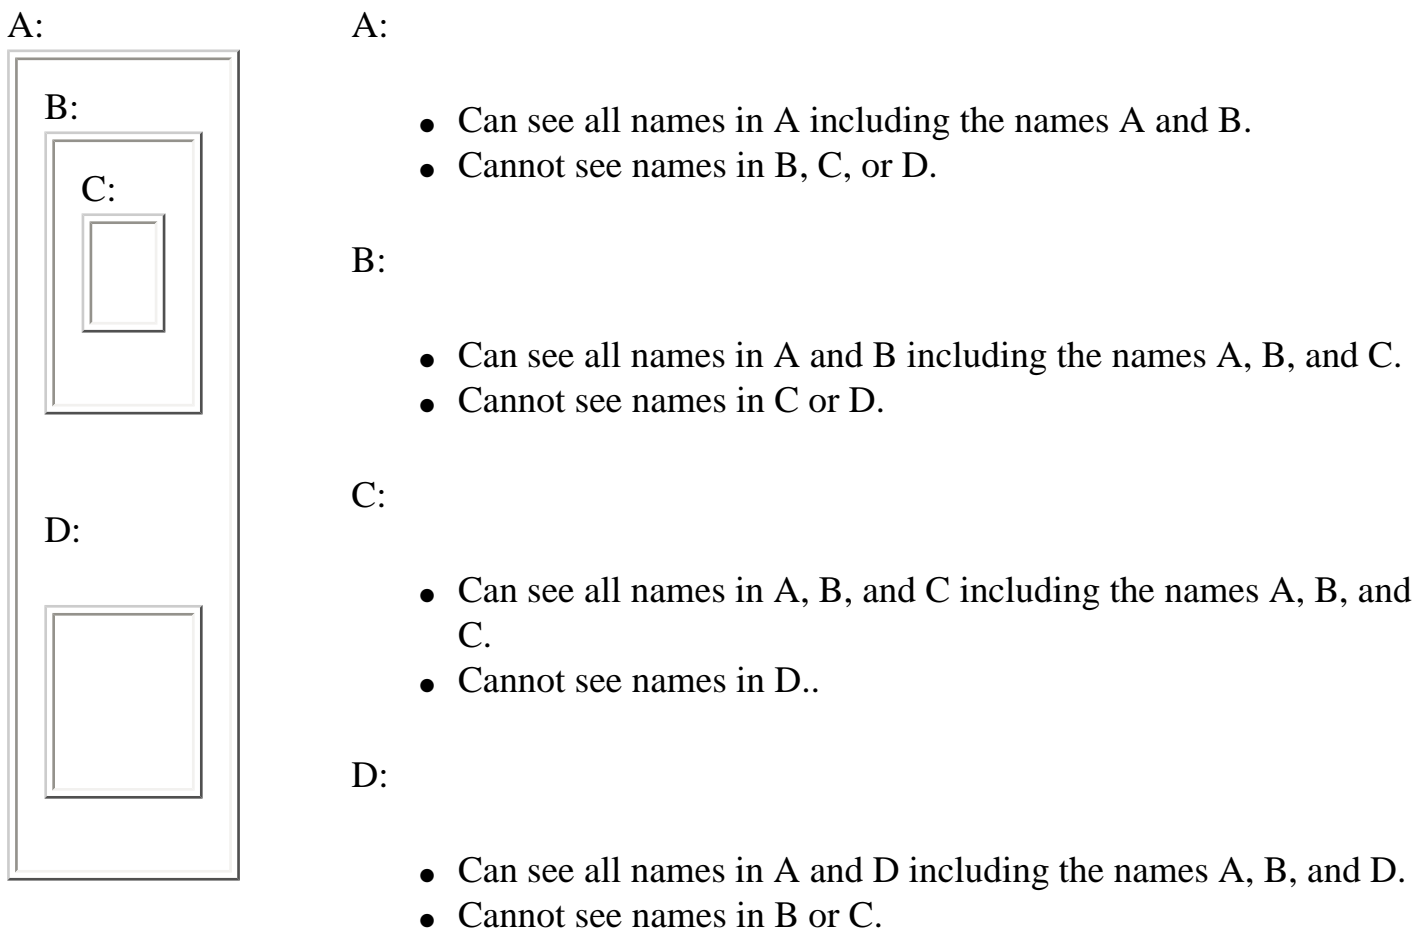 A:
B:
C:
D:
A:
● Can see all names in A including the names A and B.
● Cannot see names in B, C, or D.
B:
● Can see all names in A and B including the names A, B, and C.
● Cannot see names in C or D.
C:
● Can see all names in A, B, and C including the names A, B, and
C.
● Cannot see names in D..
D:
● Can see all names in A and D including the names A, B, and D.
● Cannot see names in B or C.